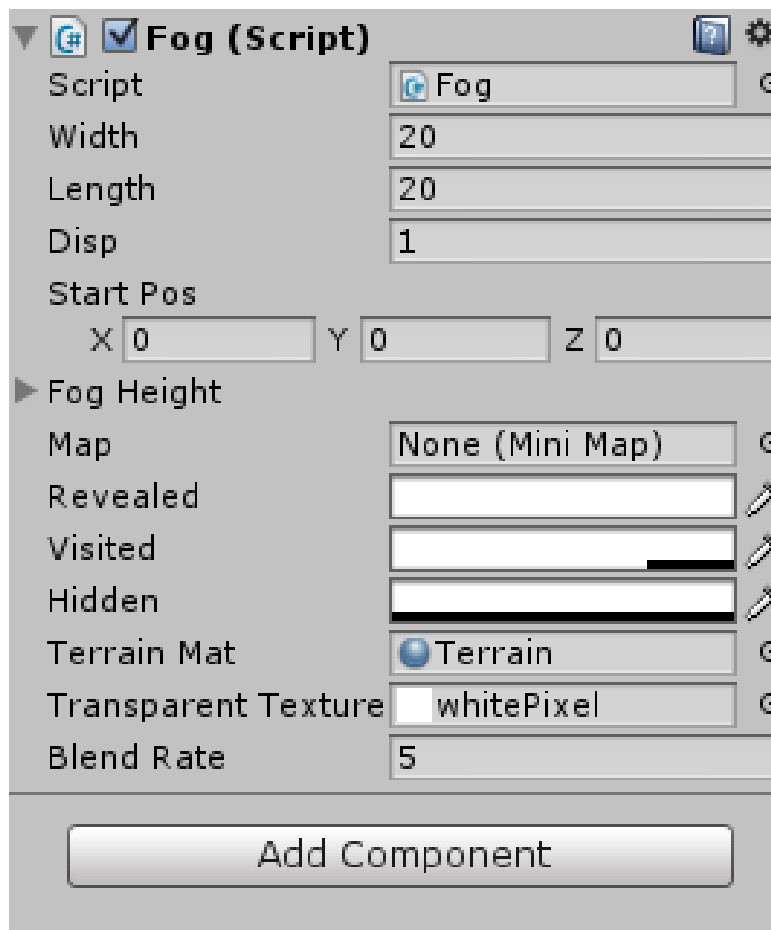 Fog (Script)
Script Fog
Width 20
Length 20
Disp 1
Start Pos
X 0 Y 0 Z 0
Fog Height
Map None (Mini Map)
Revealed
Visited
Hidden
Terrain Mat Terrain
Transparent Texture whitePixel
Blend Rate 5
Add Component